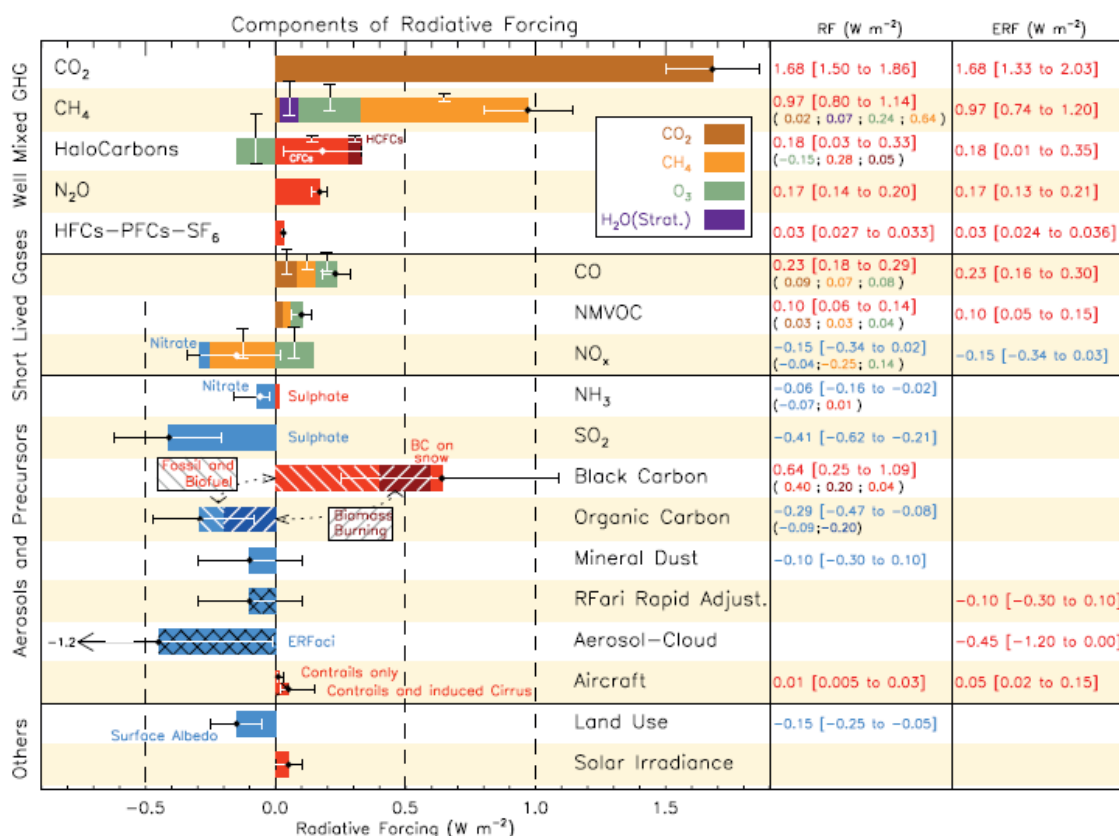 Components of Radiative Forcing
RF (W m⁻²)
ERF (W m⁻²)
Well Mixed GHG
CO₂
1.68 [1.50 to 1.86]
1.68 [1.33 to 2.03]
CH₄
0.97 [0.80 to 1.14]
(0.02; 0.07; 0.24; 0.64)
0.97 [0.74 to 1.20]
HaloCarbons
CFCs
HCFCs
0.18 [0.03 to 0.33]
(-0.15; 0.28; 0.05)
0.18 [0.01 to 0.35]
N₂O
0.17 [0.14 to 0.20]
0.17 [0.13 to 0.21]
HFCs-PFCs-SF₆
0.03 [0.027 to 0.033]
0.03 [0.024 to 0.036]
CO₂
CH₄
O₃
H₂O(Strat.)
Short Lived Gases
CO
0.23 [0.18 to 0.29]
(0.09; 0.07; 0.08)
0.23 [0.16 to 0.30]
NMVOC
0.10 [0.06 to 0.14]
(0.03; 0.03; 0.04)
0.10 [0.05 to 0.15]
Nitrate
NOₓ
-0.15 [-0.34 to 0.02]
(-0.04; -0.25; 0.14)
-0.15 [-0.34 to 0.03]
Aerosols and Precursors
Nitrate
Sulphate
NH₃
-0.06 [-0.16 to -0.02]
(-0.07; 0.01)
Sulphate
SO₂
-0.41 [-0.62 to -0.21]
Fossil and
Biofuel
BC on
snow
Black Carbon
0.64 [0.25 to 1.09]
(0.40; 0.20; 0.04)
Biomass
Burning
Organic Carbon
-0.29 [-0.47 to -0.08]
(-0.09; -0.20)
Mineral Dust
-0.10 [-0.30 to 0.10]
RFari Rapid Adjust.
-0.10 [-0.30 to 0.10]
-1.2
ERFaci
Aerosol-Cloud
-0.45 [-1.20 to 0.00]
Contrails only
Contrails and induced Cirrus
Aircraft
0.01 [0.005 to 0.03]
0.05 [0.02 to 0.15]
Others
Surface Albedo
Land Use
-0.15 [-0.25 to -0.05]
Solar Irradiance
-0.5
0.0
0.5
1.0
1.5
Radiative Forcing (W m⁻²)